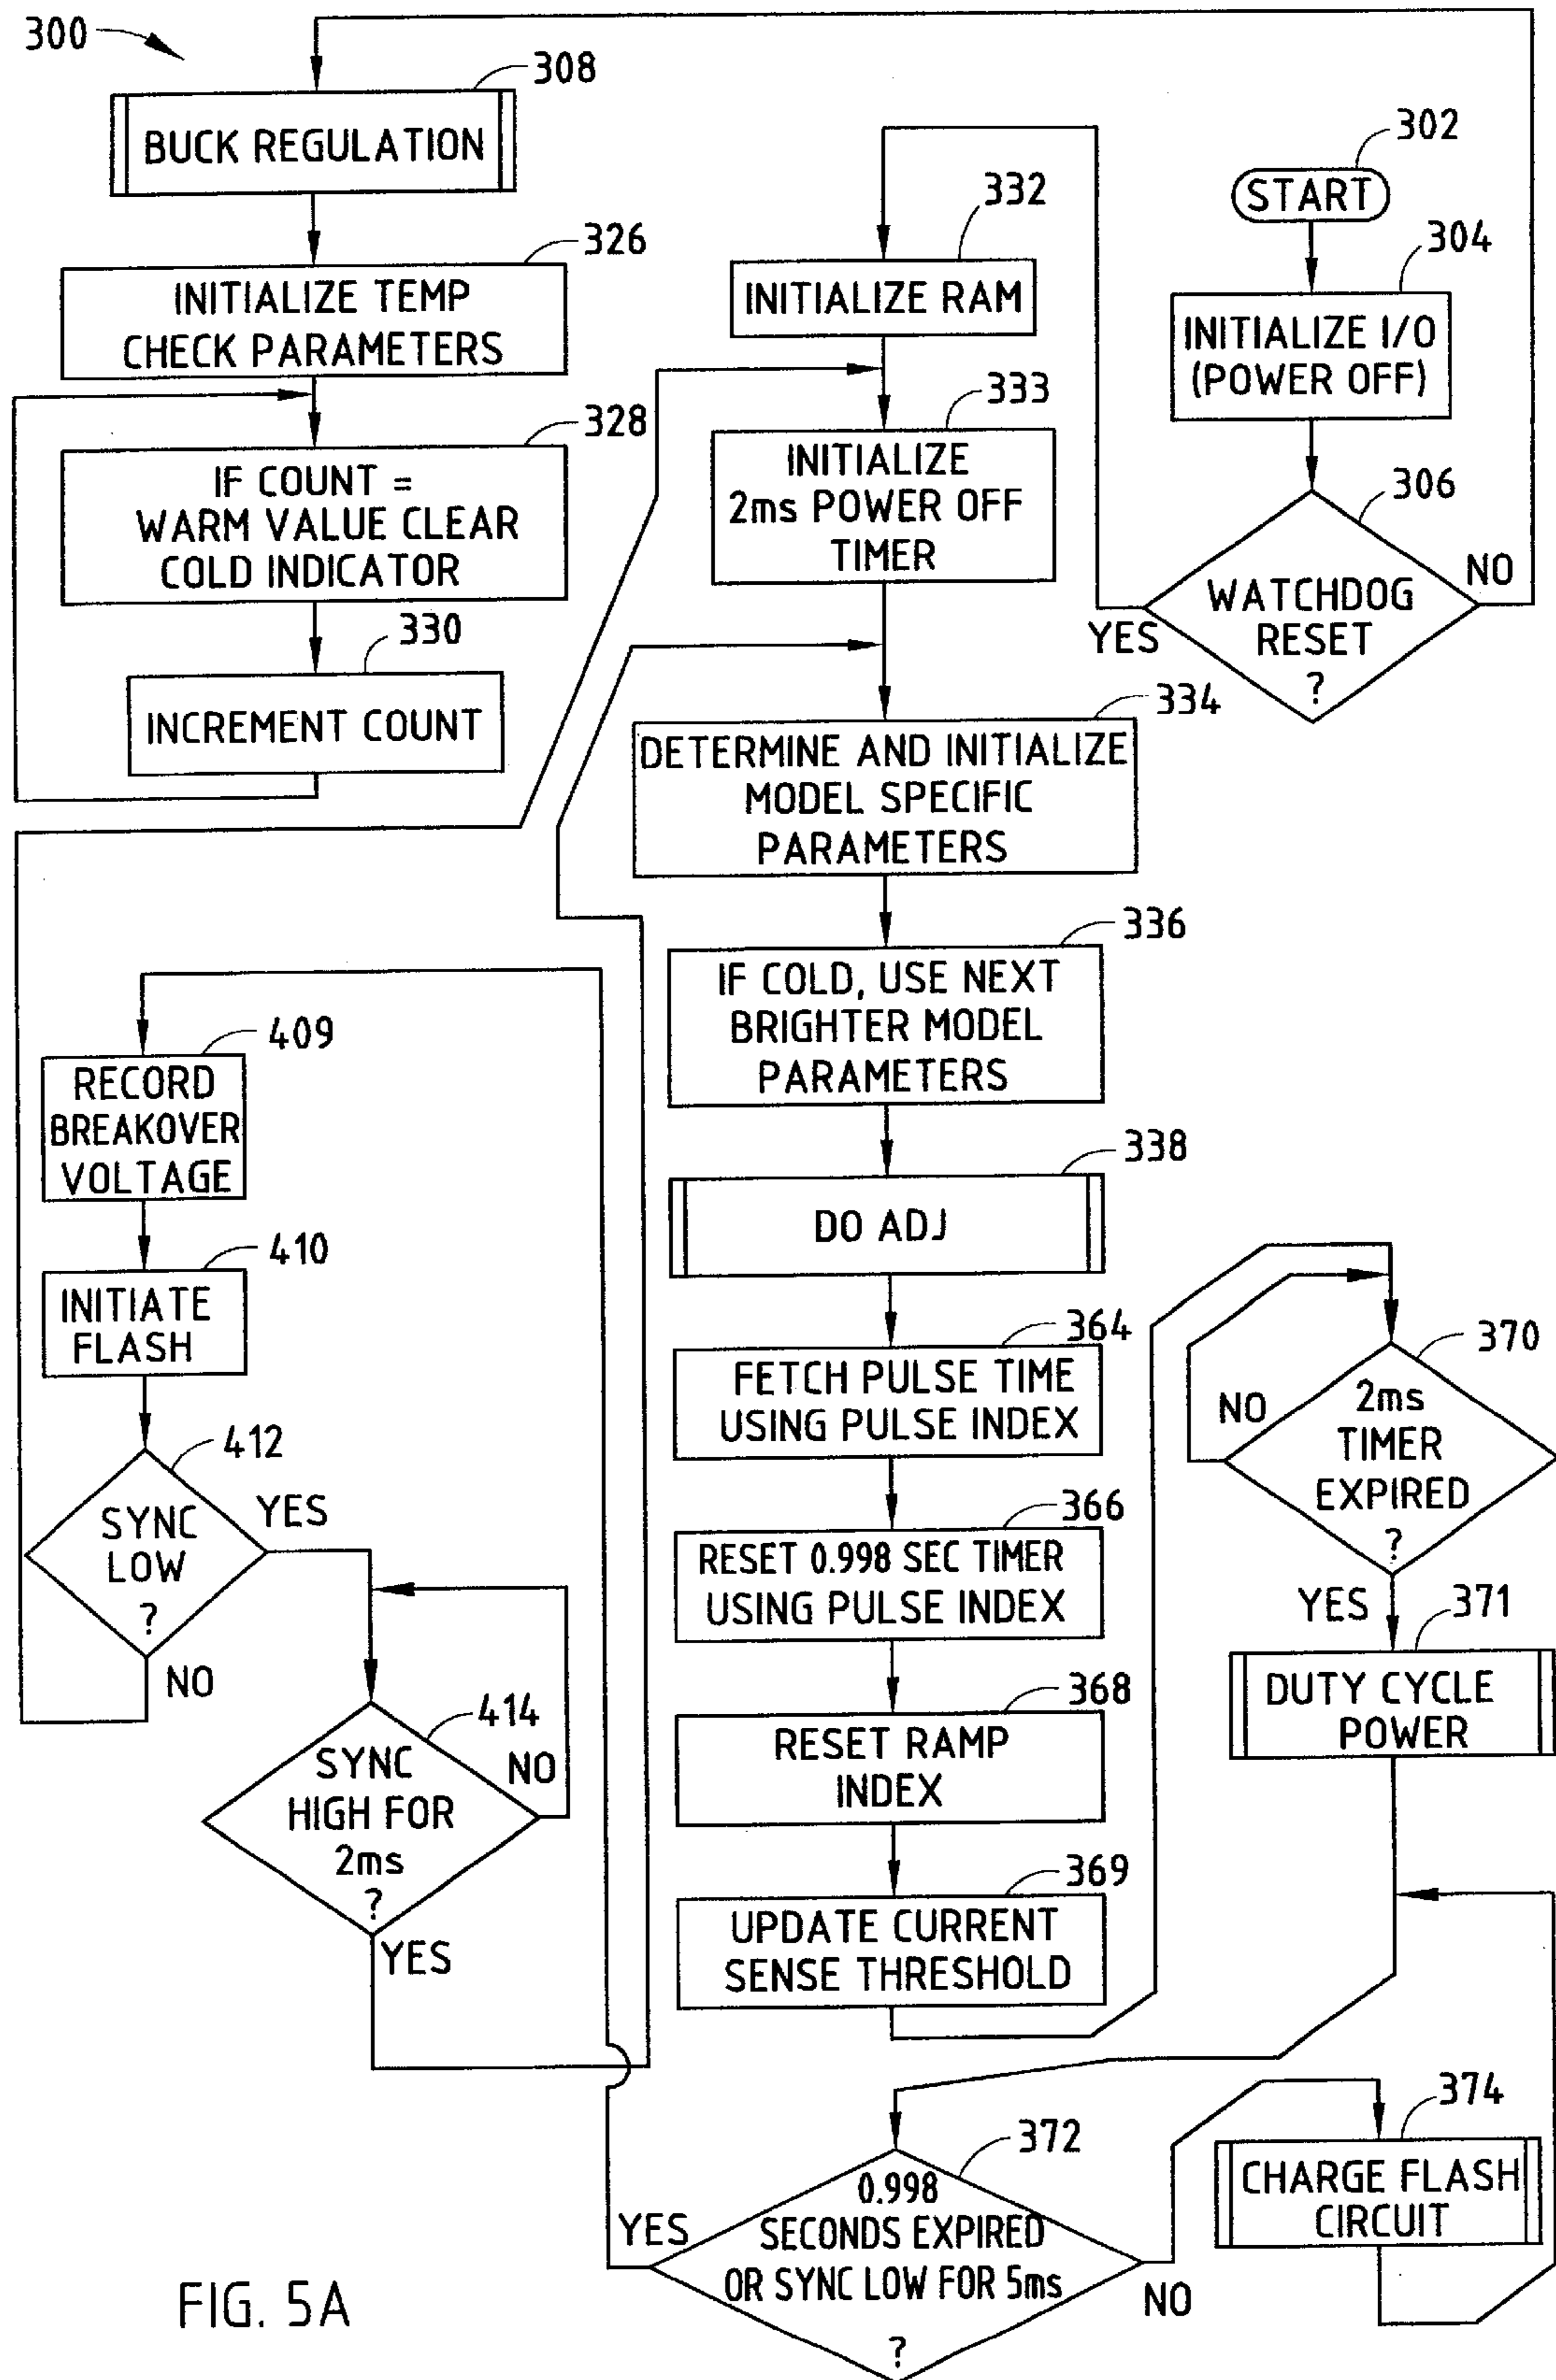 300
308
BUCK REGULATION
326
INITIALIZE TEMP
CHECK PARAMETERS
328
IF COUNT =
WARM VALUE CLEAR
COLD INDICATOR
330
INCREMENT COUNT
302
START
304
INITIALIZE I/O
(POWER OFF)
306
WATCHDOG
RESET
?
YES
NO
332
INITIALIZE RAM
333
INITIALIZE
2ms POWER OFF
TIMER
334
DETERMINE AND INITIALIZE
MODEL SPECIFIC
PARAMETERS
336
IF COLD, USE NEXT
BRIGHTER MODEL
PARAMETERS
338
DO ADJ
364
FETCH PULSE TIME
USING PULSE INDEX
366
RESET 0.998 SEC TIMER
USING PULSE INDEX
368
RESET RAMP
INDEX
369
UPDATE CURRENT
SENSE THRESHOLD
370
2ms
TIMER
EXPIRED
?
NO
YES
371
DUTY CYCLE
POWER
372
0.998
SECONDS EXPIRED
OR SYNC LOW FOR 5ms
?
YES
NO
374
CHARGE FLASH
CIRCUIT
409
RECORD
BREAKOVER
VOLTAGE
410
INITIATE
FLASH
412
SYNC
LOW
?
YES
NO
414
SYNC
HIGH FOR
2ms
?
NO
YES
FIG. 5A